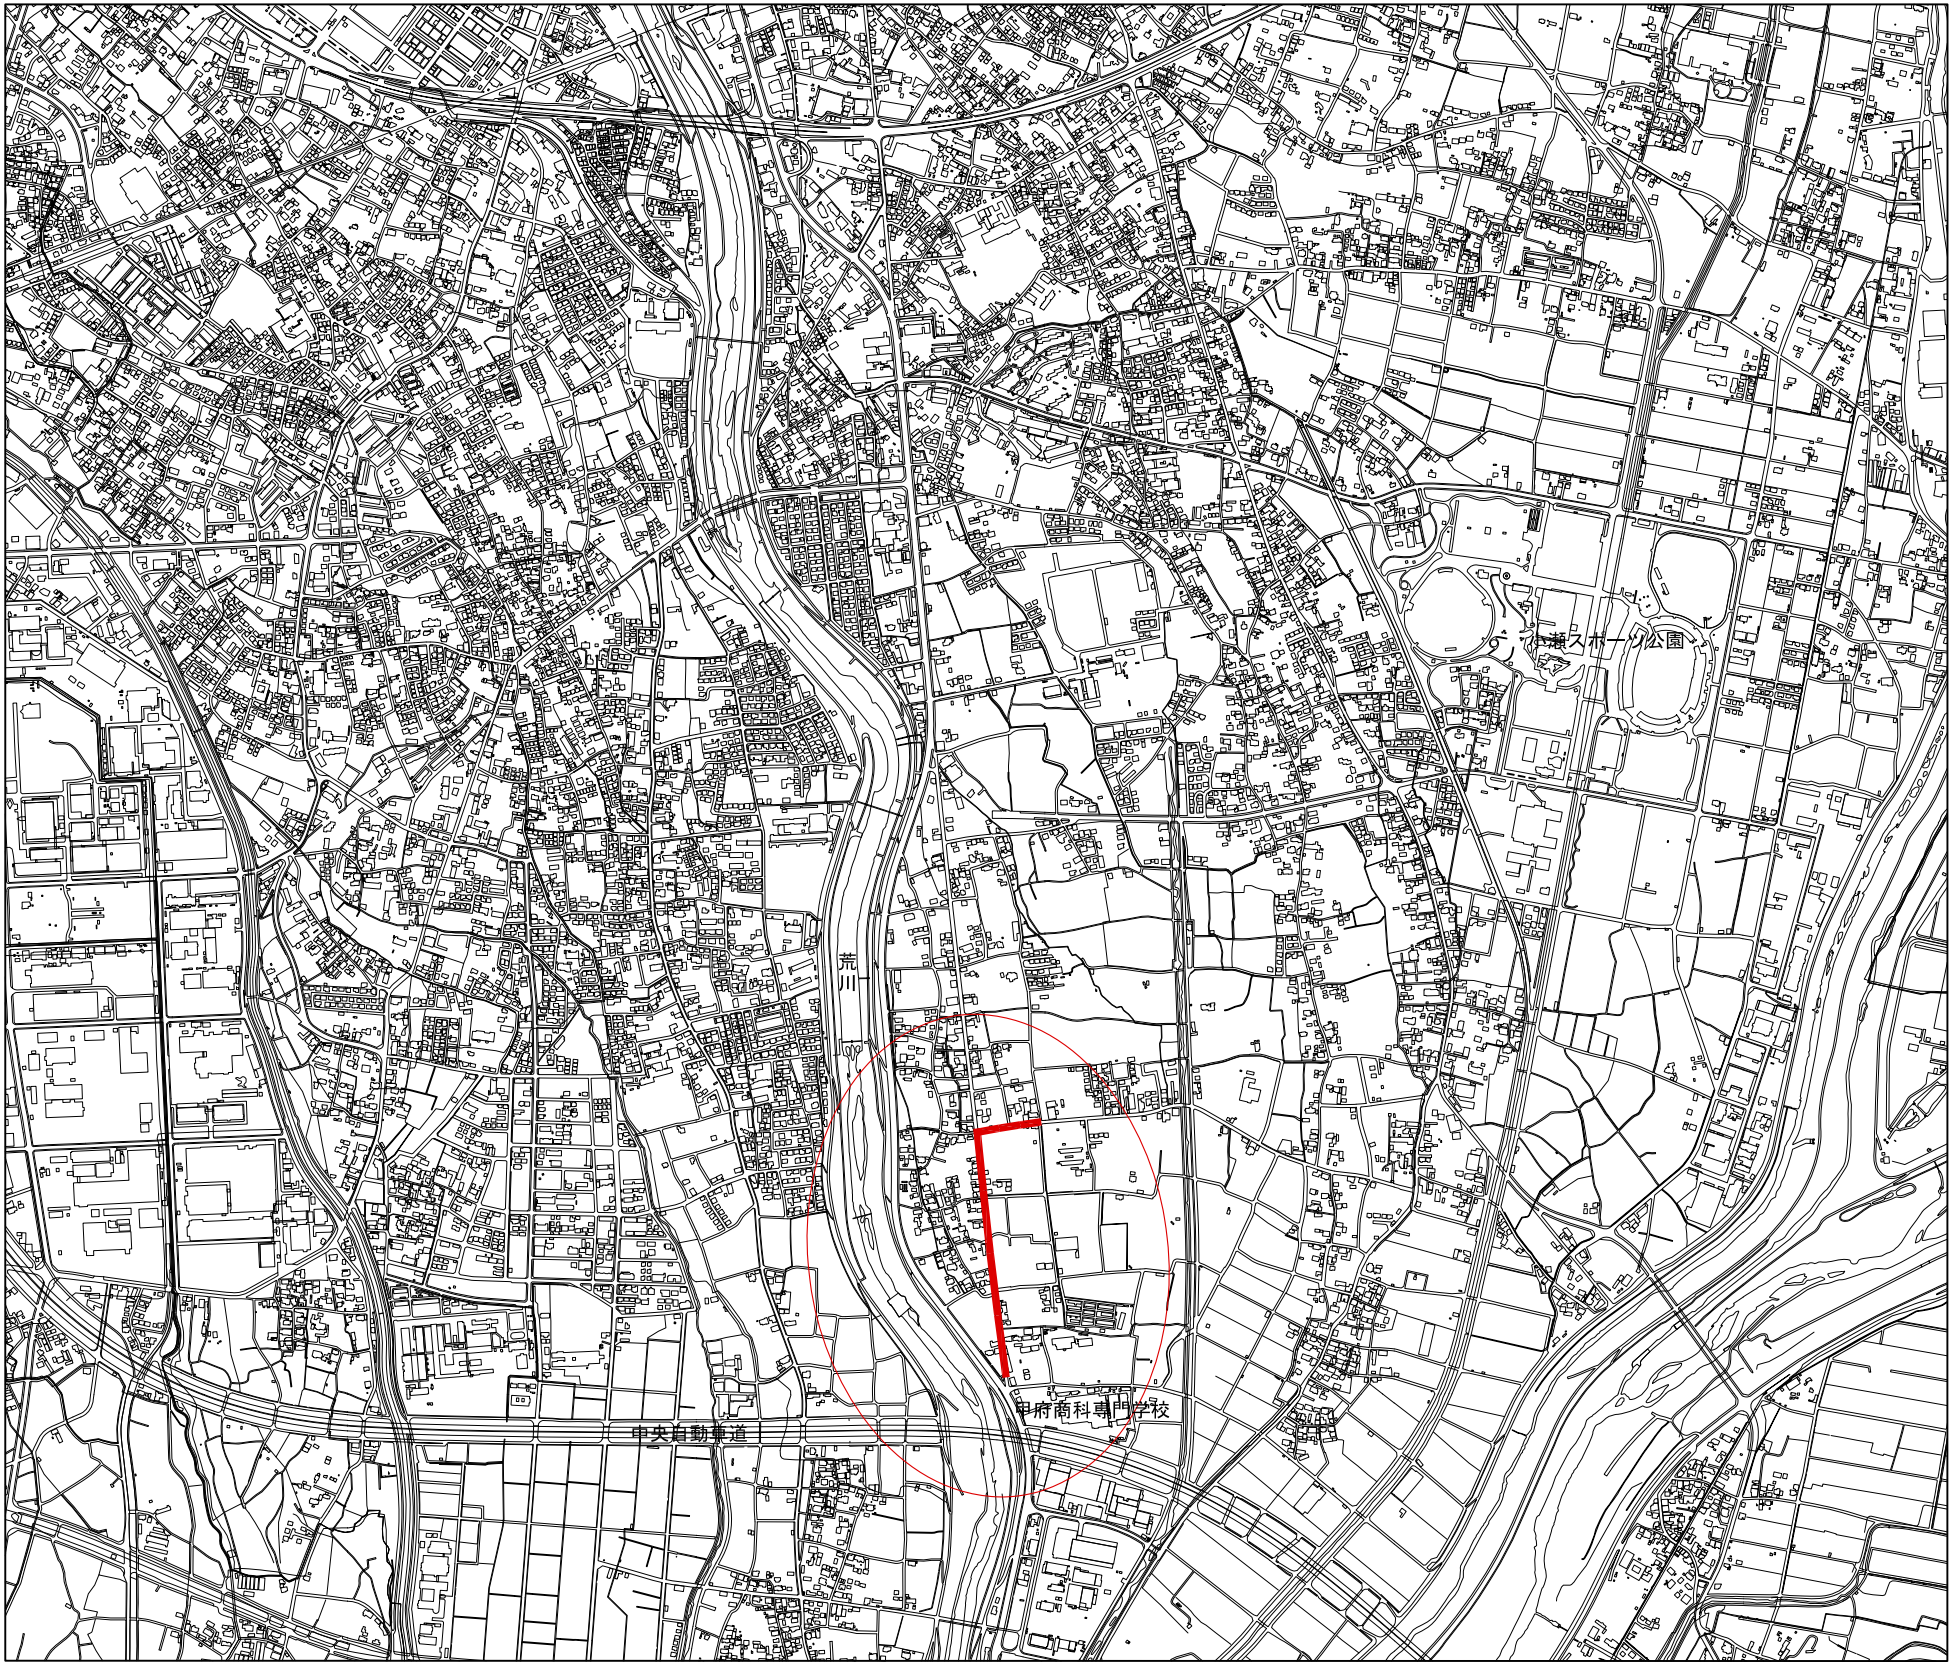 小瀬スポーツ公園
荒川
甲府商科専門学校
中央自動車道